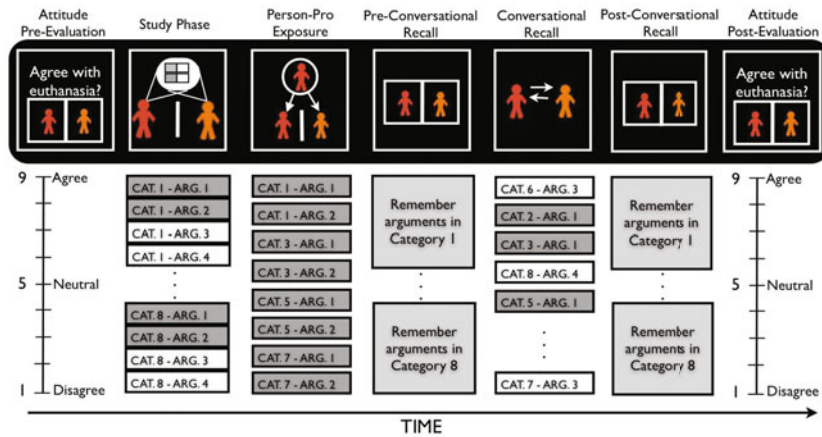 Attitude
Pre-Evaluation
Study Phase
Person-Pro
Exposure
Pre-Conversational
Recall
Conversational
Recall
Post-Conversational
Recall
Attitude
Post-Evaluation
Agree with
euthanasia?
Agree with
euthanasia?
9 Agree
5 Neutral
1 Disagree
CAT. 1 - ARG. 1
CAT. 1 - ARG. 2
CAT. 1 - ARG. 3
CAT. 1 - ARG. 4
CAT. 8 - ARG. 1
CAT. 8 - ARG. 2
CAT. 8 - ARG. 3
CAT. 8 - ARG. 4
CAT. 1 - ARG. 1
CAT. 1 - ARG. 2
CAT. 3 - ARG. 1
CAT. 3 - ARG. 2
CAT. 5 - ARG. 1
CAT. 5 - ARG. 2
CAT. 7 - ARG. 1
CAT. 7 - ARG. 2
Remember
arguments in
Category 1
Remember
arguments in
Category 8
CAT. 6 - ARG. 3
CAT. 2 - ARG. 1
CAT. 3 - ARG. 1
CAT. 8 - ARG. 4
CAT. 5 - ARG. 1
CAT. 7 - ARG. 3
Remember
arguments in
Category 1
Remember
arguments in
Category 8
9 Agree
5 Neutral
1 Disagree
TIME